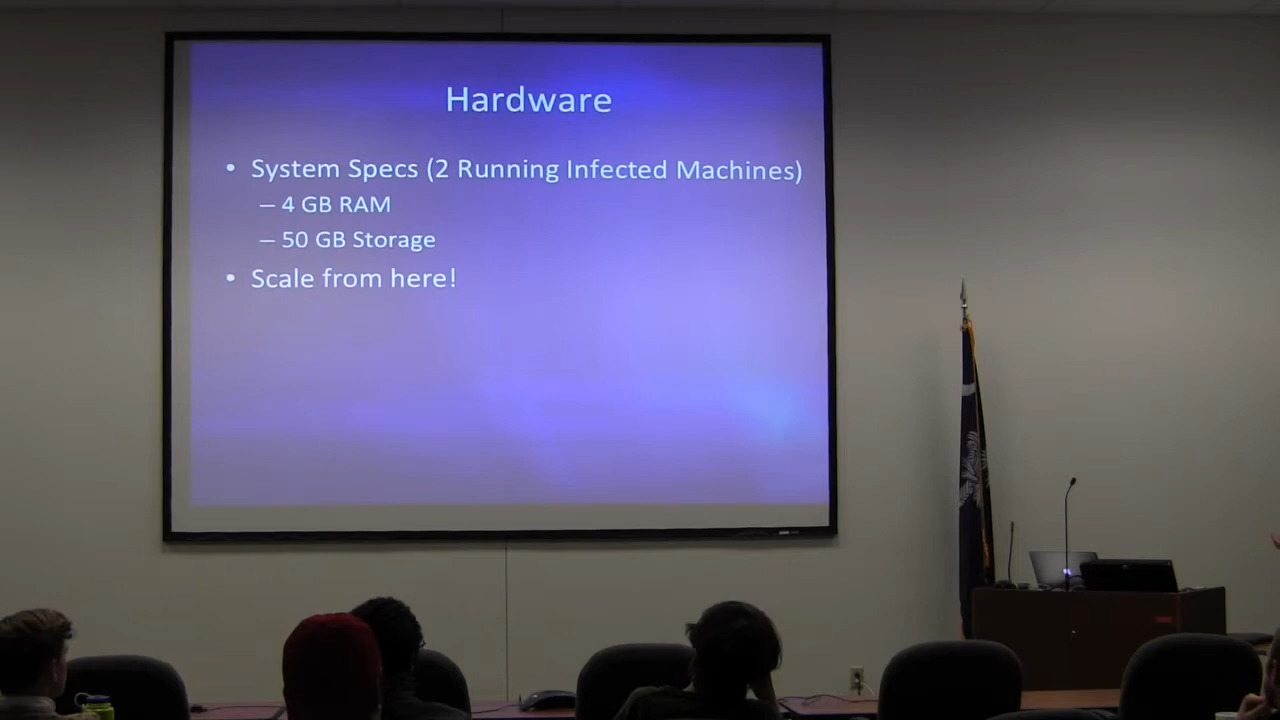 Hardware
• System Specs (2 Running Infected Machines)
– 4 GB RAM
– 50 GB Storage
• Scale from here!